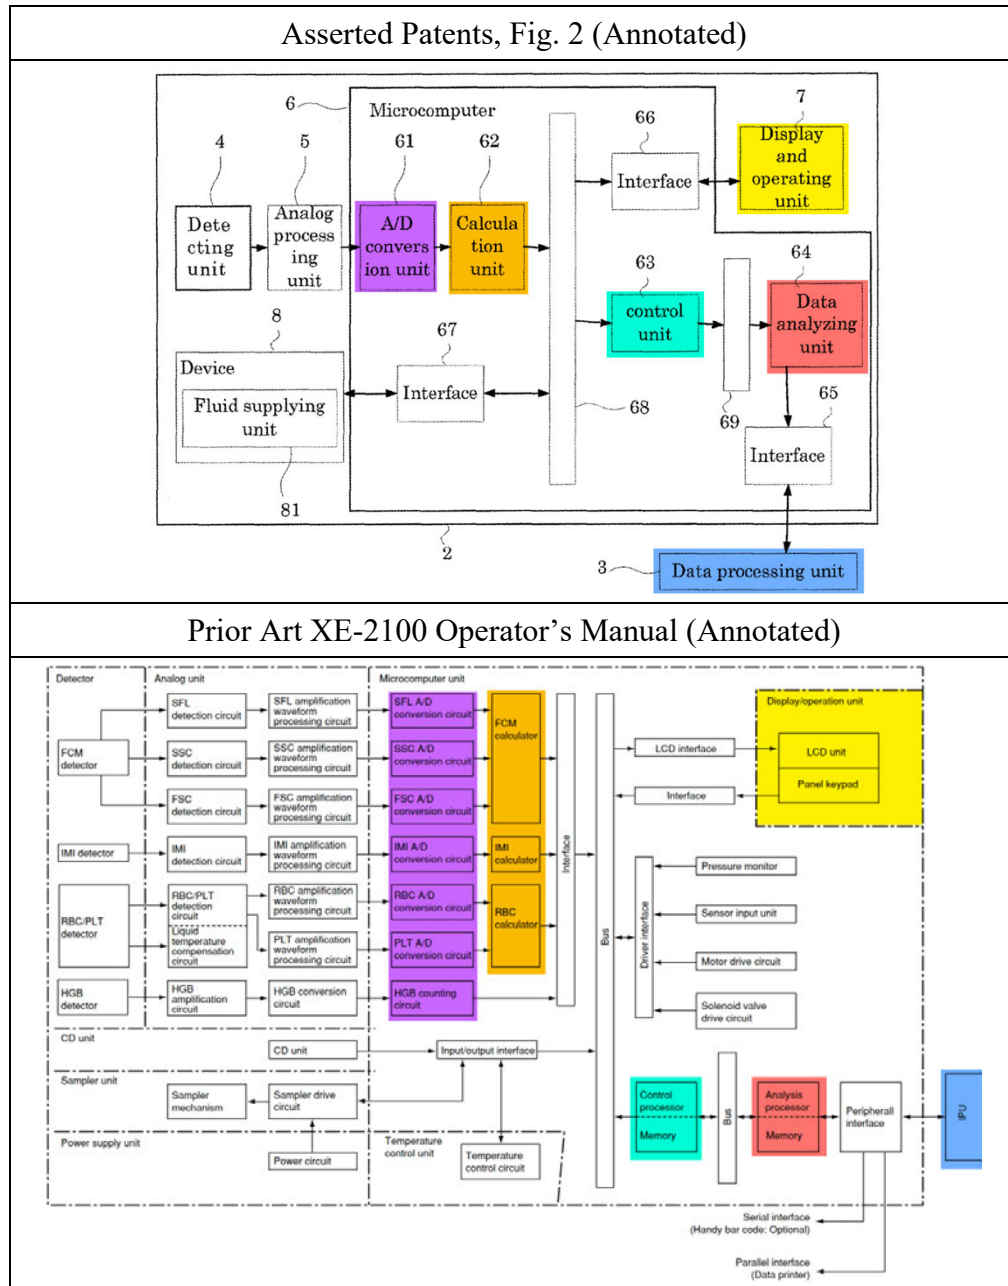 Asserted Patents, Fig. 2 (Annotated)
6
Microcomputer
7
4
5
61
62
66
Display
and
operating
unit
Interface
Dete
cting
unit
Analog
process
ing
unit
A/D
convers
ion unit
Calcula
tion
unit
63
64
control
unit
Data
analyzing
unit
8
67
Device
Interface
Fluid supplying
unit
68
69
65
Interface
81
2
3
Data processing unit
Prior Art XE-2100 Operator's Manual (Annotated)
Detector
Analog unit
Microcomputer unit
Display/operation unit
SFL
detection circuit
SFL amplification
waveform
processing circuit
SFL A/D
conversion circuit
FCM
calculator
FCM
detector
SSC
detection circuit
SSC amplification
waveform
processing circuit
SSC A/D
conversion circuit
LCD interface
LCD unit
Panel keypad
FSC
detection circuit
FSC amplification
waveform
processing circuit
FSC A/D
conversion circuit
Interface
IMI detector
IMI
detection circuit
IMI amplification
waveform
processing circuit
IMI A/D
conversion circuit
IMI
calculator
Interface
Pressure monitor
RBC/PLT
detector
RBC/PLT
detection
circuit
Liquid
temperature
compensation
circuit
RBC amplification
waveform
processing circuit
RBC A/D
conversion circuit
RBC
calculator
Bus
Driver interface
Sensor input unit
PLT amplification
waveform
processing circuit
PLT A/D
conversion circuit
Motor drive circuit
HGB
detector
HGB
amplification
circuit
HGB conversion
circuit
HGB counting
circuit
Solenoid valve
drive circuit
CD unit
CD unit
Input/output interface
Sampler unit
Sampler
mechanism
Sampler drive
circuit
Control
processor
Memory
Bus
Analysis
processor
Memory
Peripherall
interface
IPU
Power supply unit
Power circuit
Temperature
control unit
Temperature
control circuit
Serial interface
(Handy bar code: Optional)
Parallel interface
(Data printer)